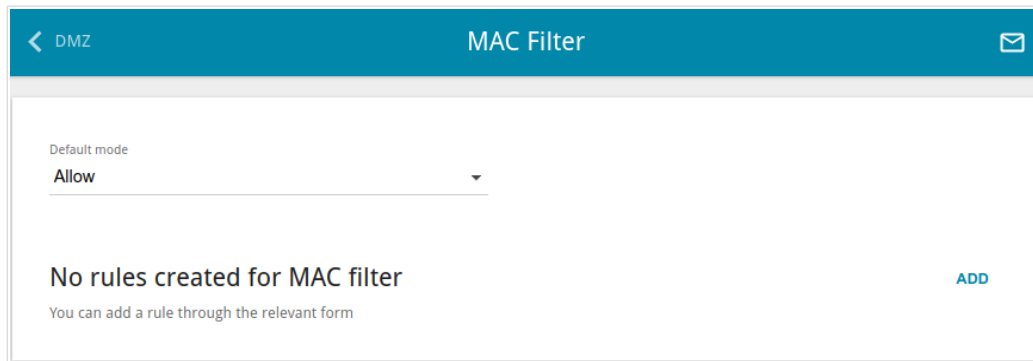 DMZ
MAC Filter
Default mode
Allow
No rules created for MAC filter
ADD
You can add a rule through the relevant form